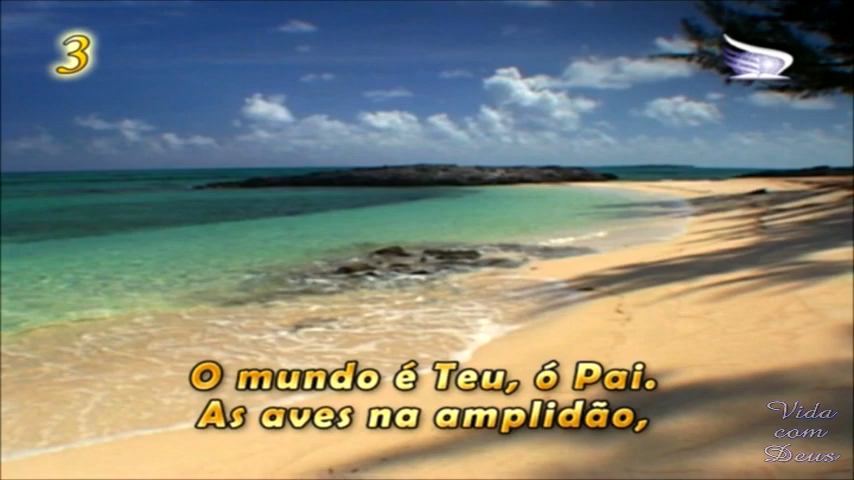 3
O mundo é Teu, ó Pai.
As aves na amplidão,
Vida
com
Deus